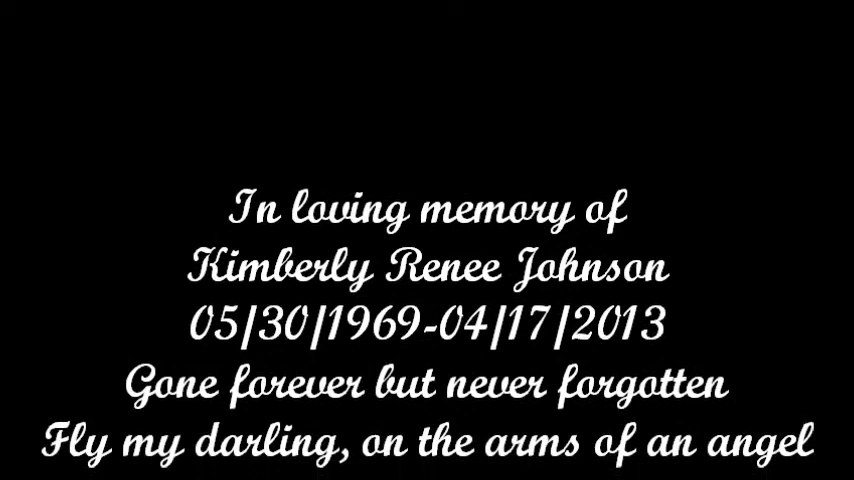 In loving memory of
Kimberly Renee Johnson
05/30/1969-04/17/2013
Gone forever but never forgotten
Fly my darling, on the arms of an angel